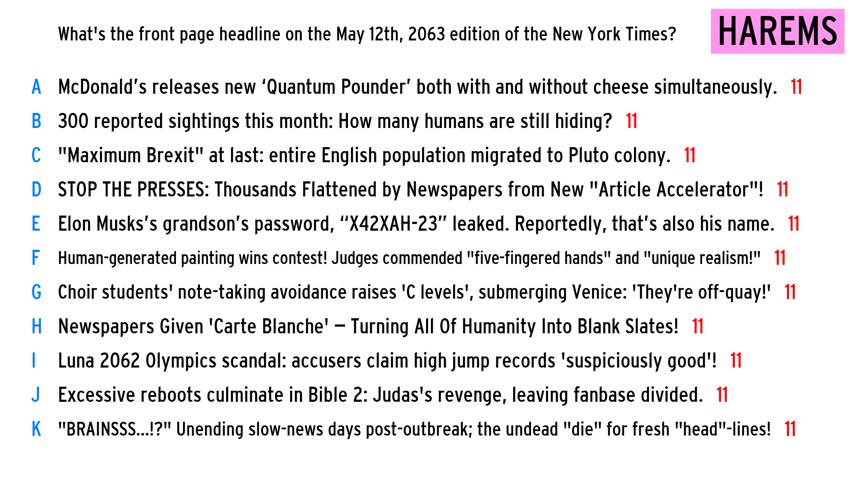 What's the front page headline on the May 12th, 2063 edition of the New York Times?
HAREMS
A McDonald’s releases new ‘Quantum Pounder’ both with and without cheese simultaneously. 11
B 300 reported sightings this month: How many humans are still hiding? 11
C "Maximum Brexit" at last: entire English population migrated to Pluto colony. 11
D STOP THE PRESSES: Thousands Flattened by Newspapers from New "Article Accelerator"! 11
E Elon Musks’s grandson’s password, “X42XAH-23” leaked. Reportedly, that’s also his name. 11
F Human-generated painting wins contest! Judges commended "five-fingered hands" and "unique realism!" 11
G Choir students' note-taking avoidance raises 'C levels', submerging Venice: 'They're off-quay!' 11
H Newspapers Given 'Carte Blanche' – Turning All Of Humanity Into Blank Slates! 11
I Luna 2062 Olympics scandal: accusers claim high jump records 'suspiciously good'! 11
J Excessive reboots culminate in Bible 2: Judas's revenge, leaving fanbase divided. 11
K "BRAINSSS...!?" Unending slow-news days post-outbreak; the undead "die" for fresh "head"-lines! 11